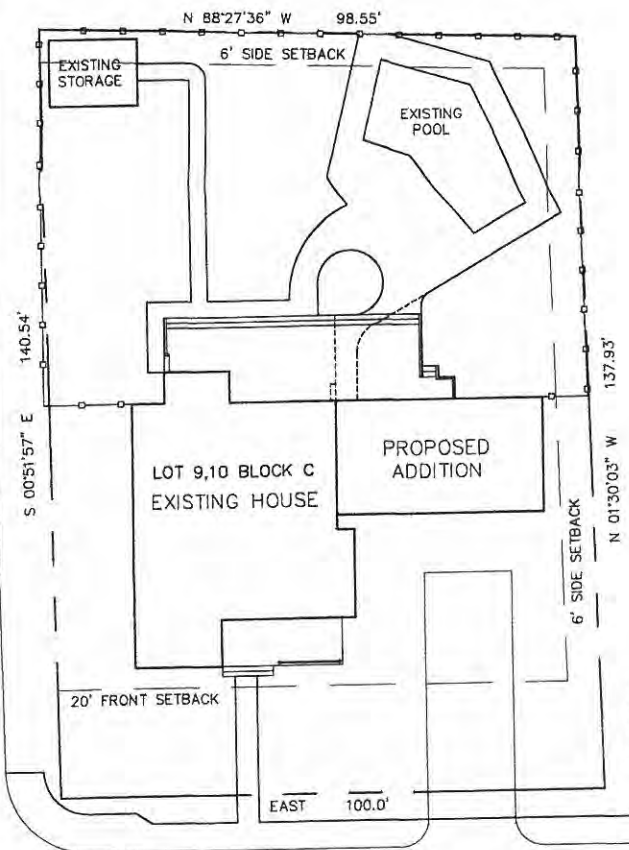 N 88°27'36" W 98.55'
6' SIDE SETBACK
EXISTING
STORAGE
EXISTING
POOL
140.54'
137.93'
S 00°51'57" E
LOT 9,10 BLOCK C
EXISTING HOUSE
PROPOSED
ADDITION
N 01°30'03" W
6' SIDE SETBACK
20' FRONT SETBACK
EAST 100.0'